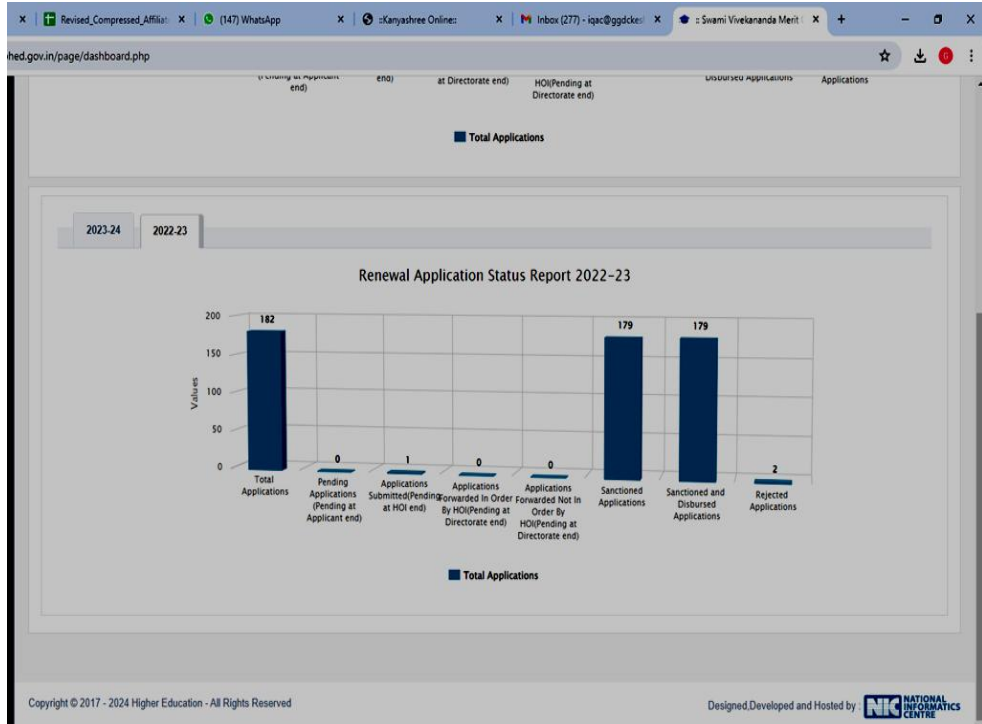 Revised_Compressed_Affiliat
(147) WhatsApp
::Kanyashree Online::
Inbox (277) - iqac@ggdckes
:: Swami Vivekananda Merit
hed.gov.in/page/dashboard.php
G
(Pending at Applicant
end)
end)
at Directorate end)
HOI(Pending at
Directorate end)
Disbursed Applications
Applications
Total Applications
2023-24
2022-23
Renewal Application Status Report 2022-23
Values
200
150
100
50
0
182
0
1
0
0
179
179
2
Total
Applications
Pending
Applications
(Pending at
Applicant end)
Applications
Submitted(Pending
at HOI end)
Applications
Forwarded In Order
By HOI(Pending at
Directorate end)
Applications
Forwarded Not In
Order By
HOI(Pending at
Directorate end)
Sanctioned
Applications
Sanctioned and
Disbursed
Applications
Rejected
Applications
Total Applications
Copyright © 2017 - 2024 Higher Education - All Rights Reserved
Designed,Developed and Hosted by :
NIC
NATIONAL
INFORMATICS
CENTRE